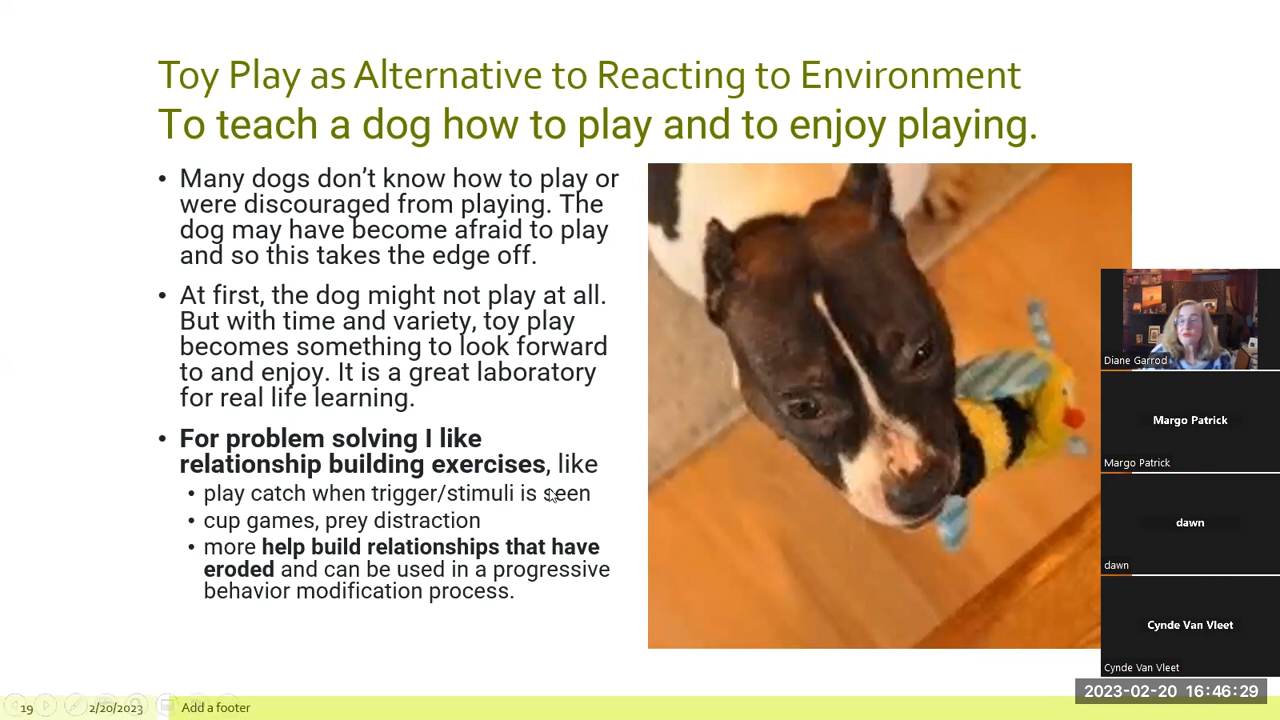 Toy Play as Alternative to Reacting to Environment
To teach a dog how to play and to enjoy playing.
• Many dogs don’t know how to play or
were discouraged from playing. The
dog may have become afraid to play
and so this takes the edge off.
• At first, the dog might not play at all.
But with time and variety, toy play
becomes something to look forward
to and enjoy. It is a great laboratory
for real life learning.
• For problem solving I like
relationship building exercises, like
• play catch when trigger/stimuli is seen
• cup games, prey distraction
• more help build relationships that have
eroded and can be used in a progressive
behavior modification process.
Diane Garrod
Margo Patrick
Margo Patrick
dawn
dawn
Cynde Van Vleet
Cynde Van Vleet
2023-02-20 16:46:29
19
2/20/2023
Add a footer